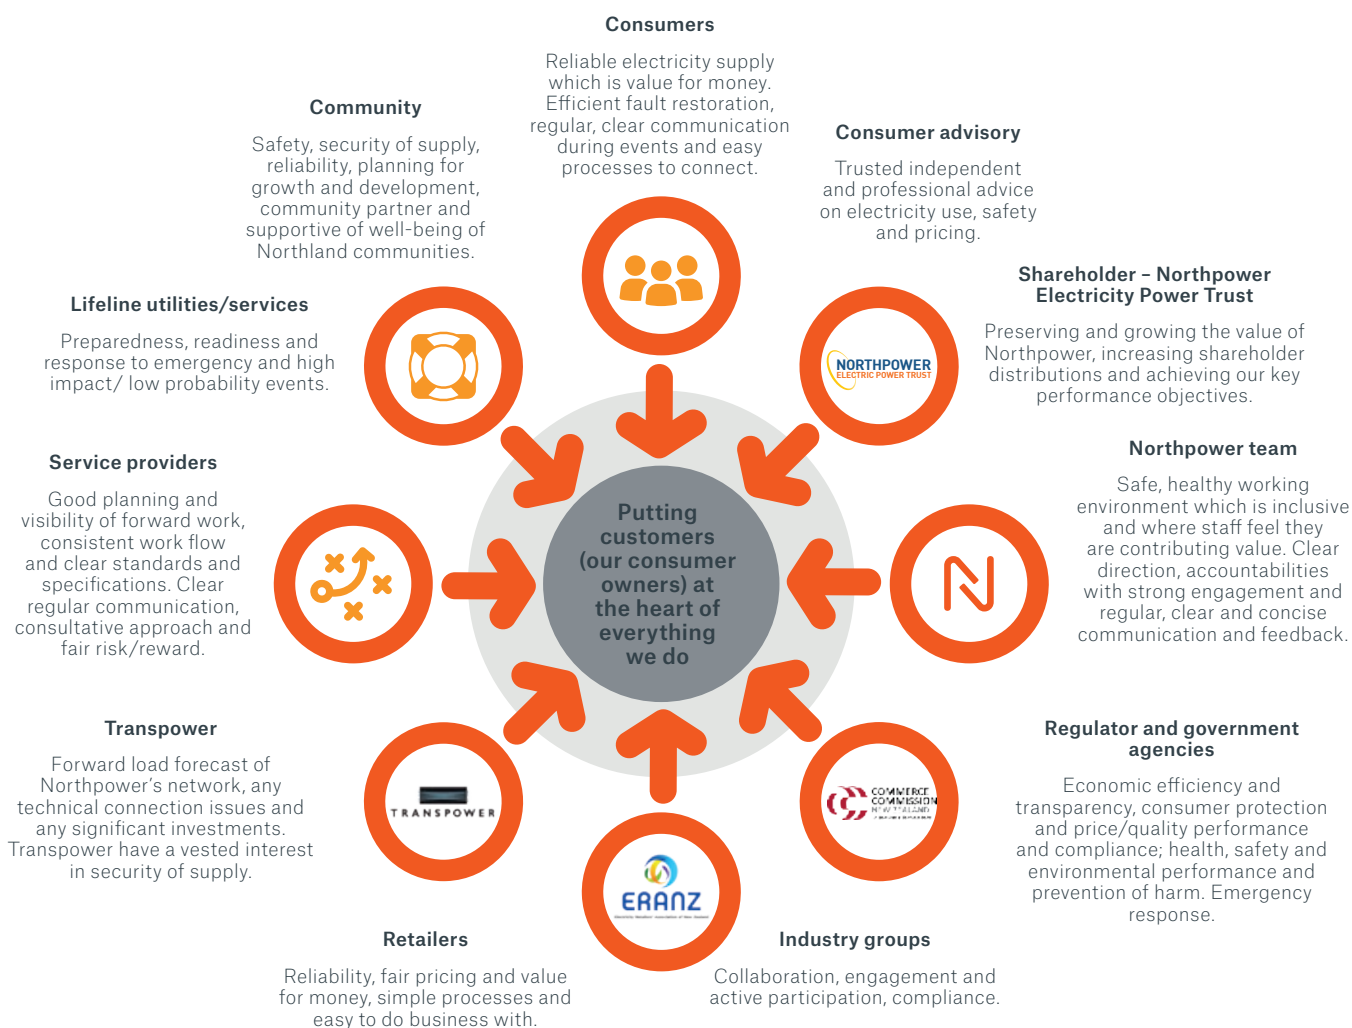 Consumers
Reliable electricity supply
which is value for money.
Efficient fault restoration,
regular, clear communication
during events and easy
processes to connect.
Community
Safety, security of supply,
reliability, planning for
growth and development,
community partner and
supportive of well-being of
Northland communities.
Consumer advisory
Trusted independent
and professional advice
on electricity use, safety
and pricing.
Lifeline utilities/services
Preparedness, readiness and
response to emergency and high
impact/ low probability events.
Shareholder – Northpower
Electricity Power Trust
Preserving and growing the value of
Northpower, increasing shareholder
distributions and achieving our key
performance objectives.
NORTHPOWER
ELECTRIC POWER TRUST
Service providers
Good planning and
visibility of forward work,
consistent work flow
and clear standards and
specifications. Clear
regular communication,
consultative approach and
fair risk/reward.
Putting
customers
(our consumer
owners) at
the heart of
everything
we do
Northpower team
Safe, healthy working
environment which is inclusive
and where staff feel they
are contributing value. Clear
direction, accountabilities
with strong engagement and
regular, clear and concise
communication and feedback.
Transpower
Forward load forecast of
Northpower’s network, any
technical connection issues and
any significant investments.
Transpower have a vested interest
in security of supply.
TRANSPOWER
COMMERCE
COMMISSION
NEW ZEALAND
Regulator and government
agencies
Economic efficiency and
transparency, consumer protection
and price/quality performance
and compliance; health, safety and
environmental performance and
prevention of harm. Emergency
response.
ERANZ
Retailers
Reliability, fair pricing and value
for money, simple processes and
easy to do business with.
Industry groups
Collaboration, engagement and
active participation, compliance.